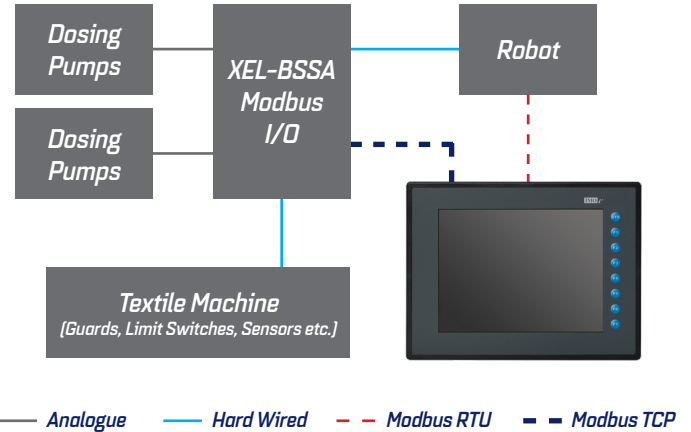 Dosing
Pumps
XEL-BSSA
Modbus
I/O
Robot
Dosing
Pumps
Textile Machine
(Guards, Limit Switches, Sensors etc.)
Analogue
Hard Wired
Modbus RTU
Modbus TCP